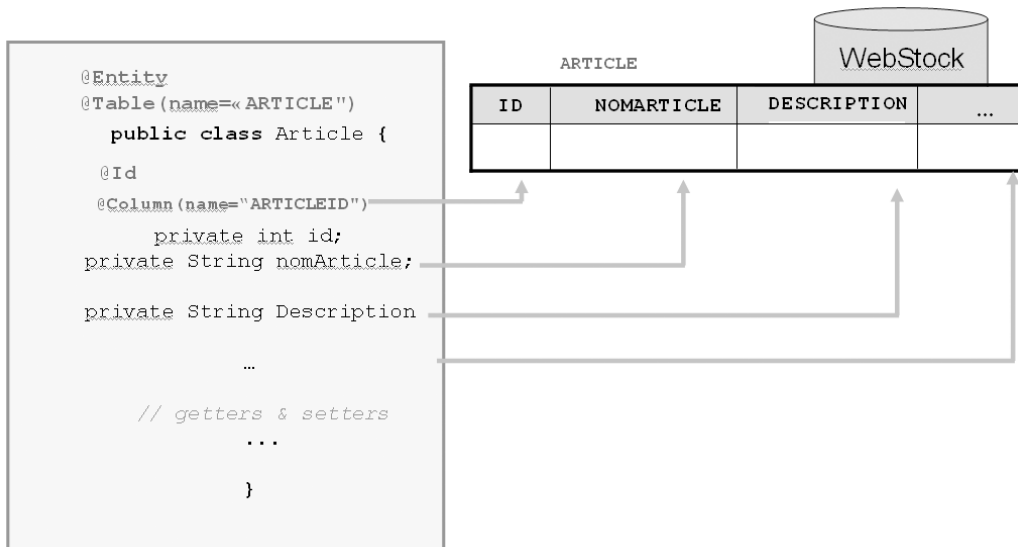 @Entity
@Table(name=« ARTICLE")
public class Article {
@Id
@Column(name=“ARTICLEID")
private int id;
private String nomArticle;
private String Description
…
// getters & setters
...
}
WebStock
ARTICLE
ID NOMARTICLE DESCRIPTION …